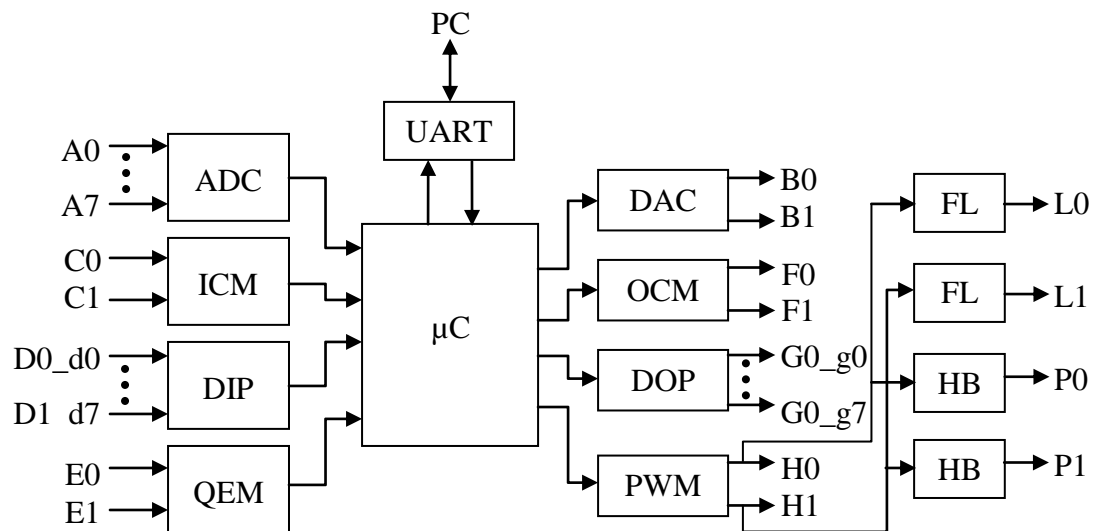 PC
UART
A0
A7
ADC
C0
C1
ICM
D0_d0
D1 d7
DIP
E0
E1
QEM
μC
DAC
B0
B1
OCM
F0
F1
DOP
G0_g0
G0_g7
PWM
H0
H1
FL
L0
FL
L1
HB
P0
HB
P1